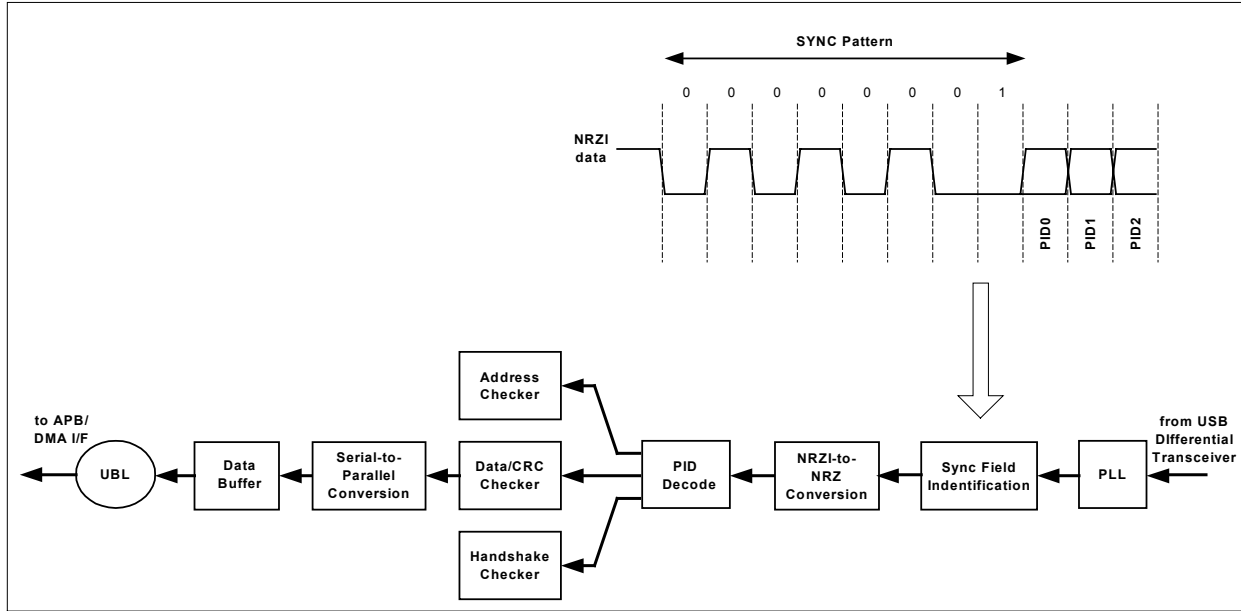 SYNC Pattern
0 0 0 0 0 0 0 1
NRZI
data
PID0
PID1
PID2
Address
Checker
to APB/
DMA I/F
UBL
Data
Buffer
Serial-to-
Parallel
Conversion
Data/CRC
Checker
PID
Decode
NRZI-to-
NRZ
Conversion
Sync Field
Indentification
PLL
from USB
DIfferential
Transceiver
Handshake
Checker